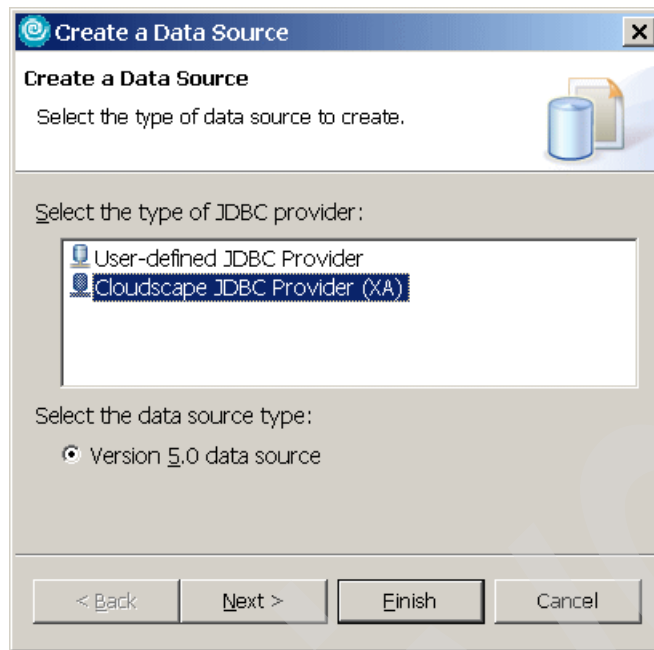 Create a Data Source
Create a Data Source
Select the type of data source to create.
Select the type of JDBC provider:
User-defined JDBC Provider
Cloudscape JDBC Provider (XA)
Select the data source type:
Version 5.0 data source
< Back
Next >
Finish
Cancel